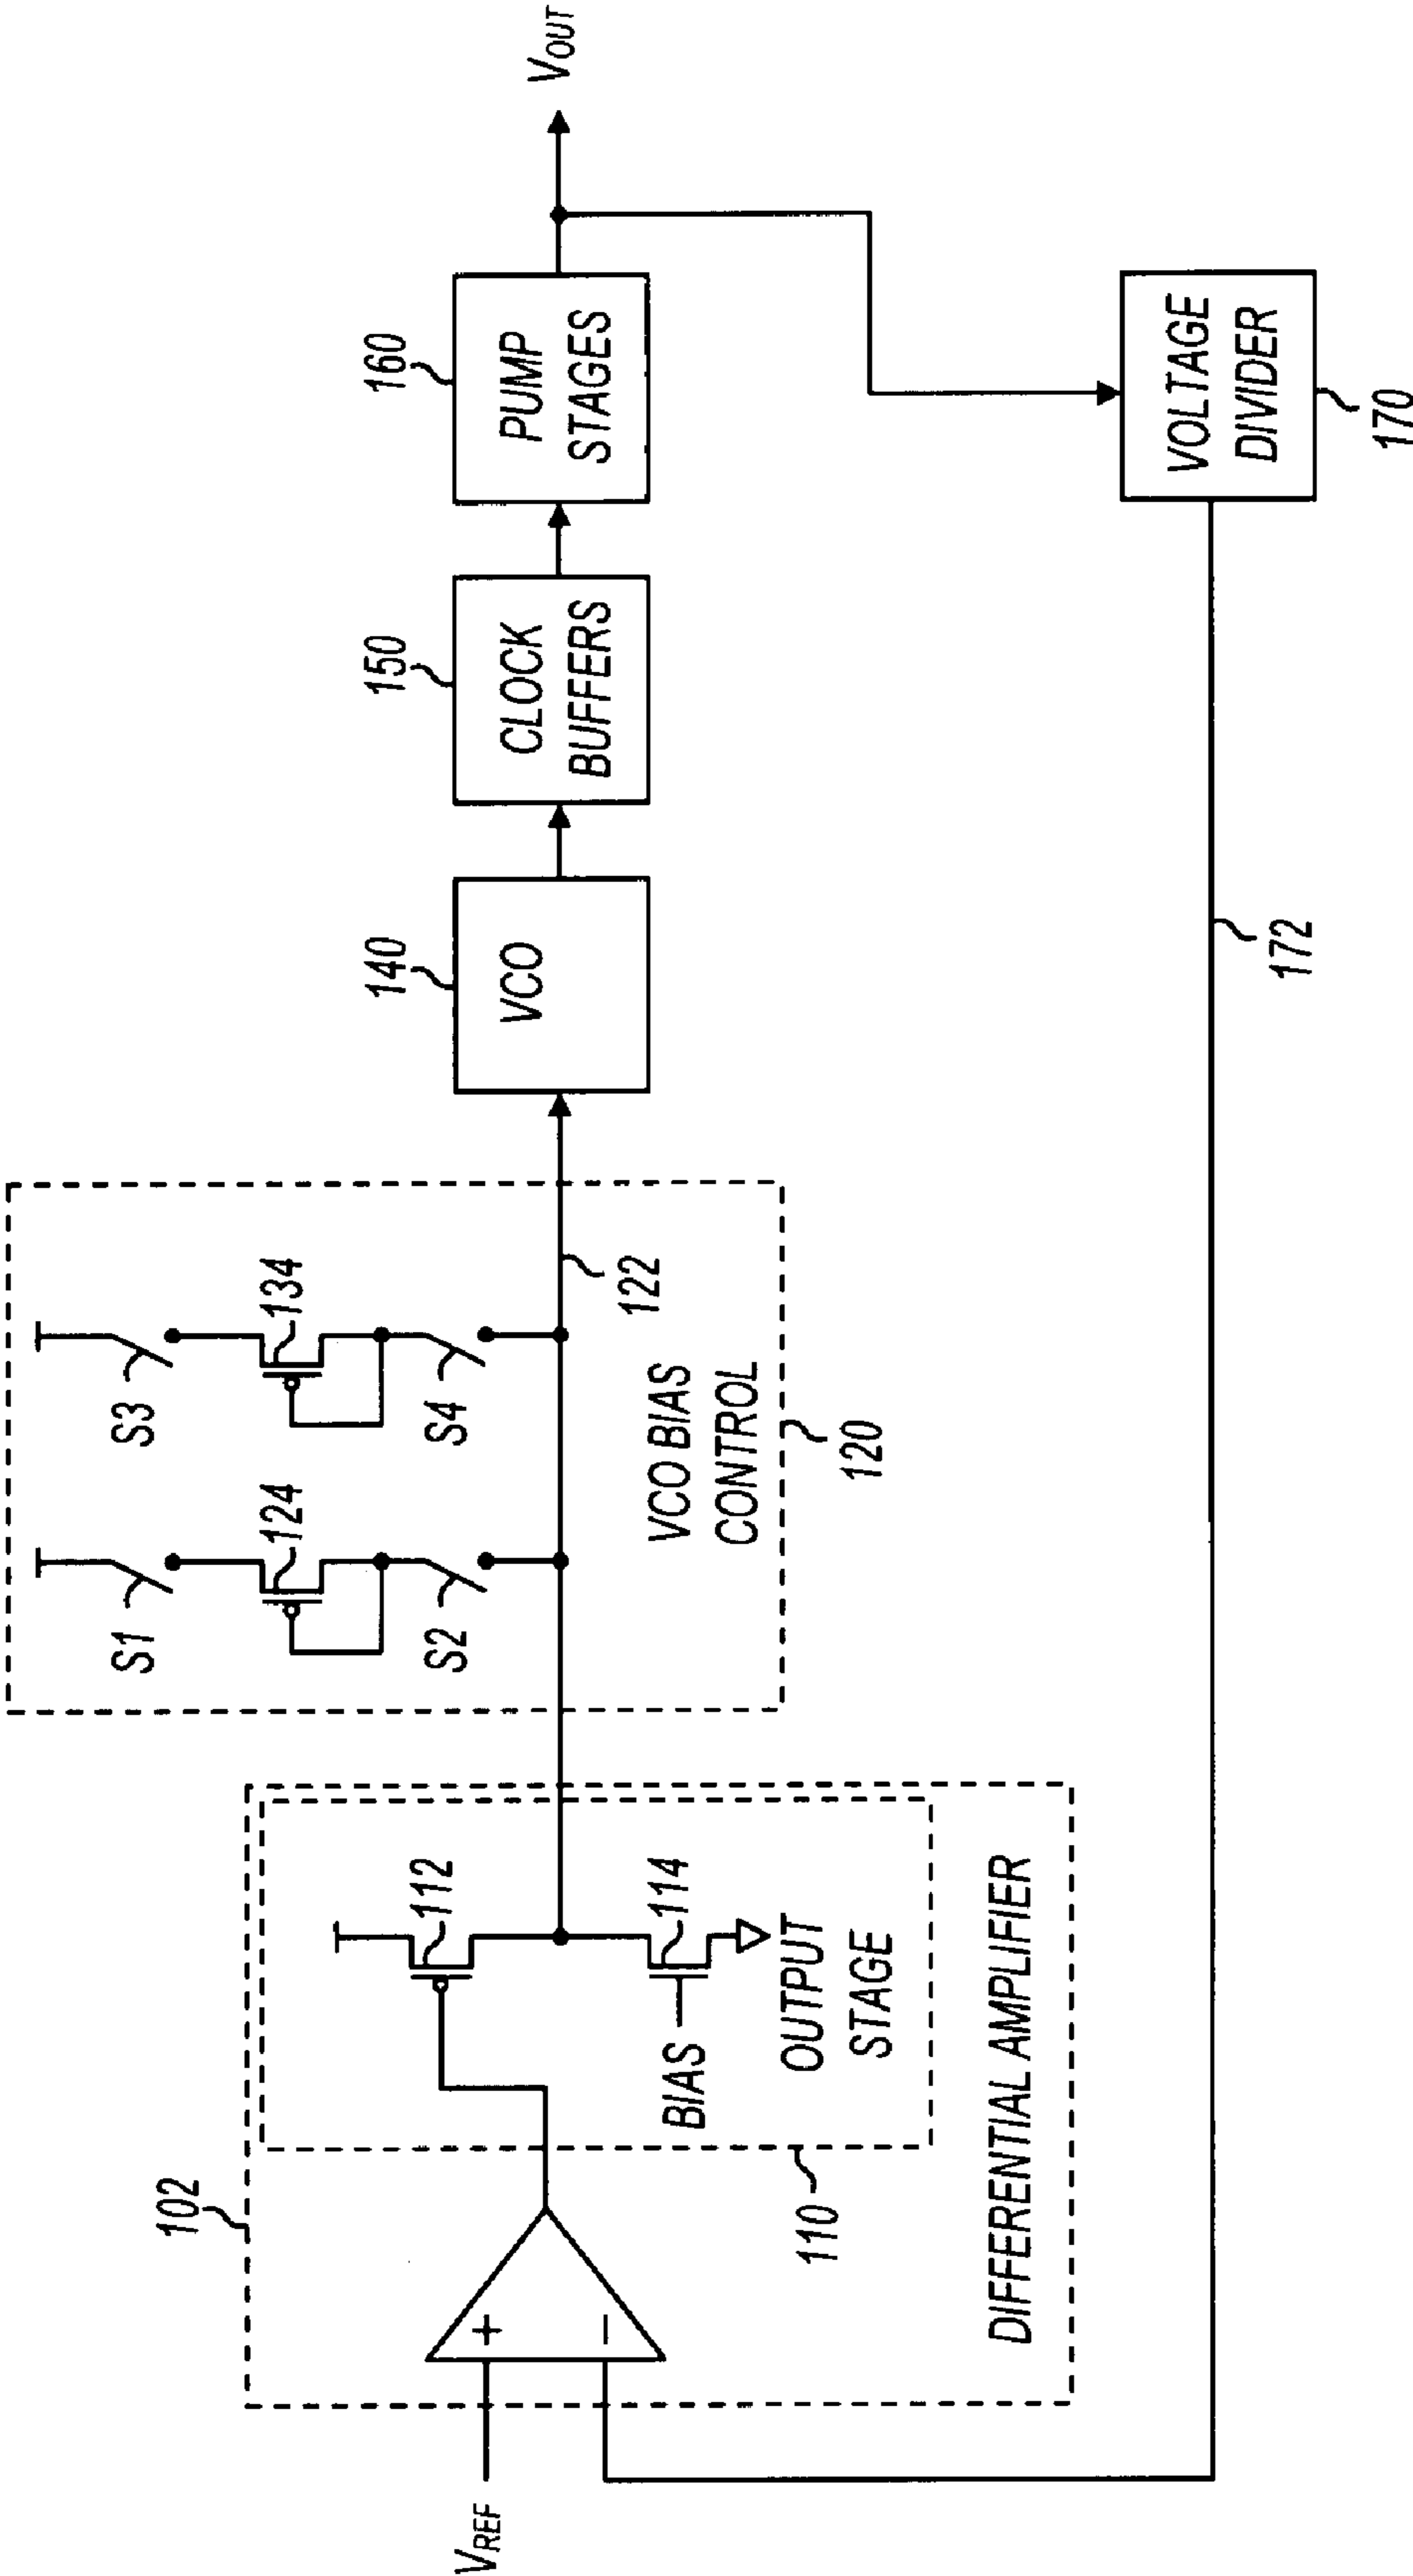 102
112
114
BIAS
OUTPUT
STAGE
110
DIFFERENTIAL AMPLIFIER
+
−
VREF
S1
124
S2
S3
134
S4
122
VCO BIAS
CONTROL
120
140
VCO
150
CLOCK
BUFFERS
160
PUMP
STAGES
VOUT
VOLTAGE
DIVIDER
170
172